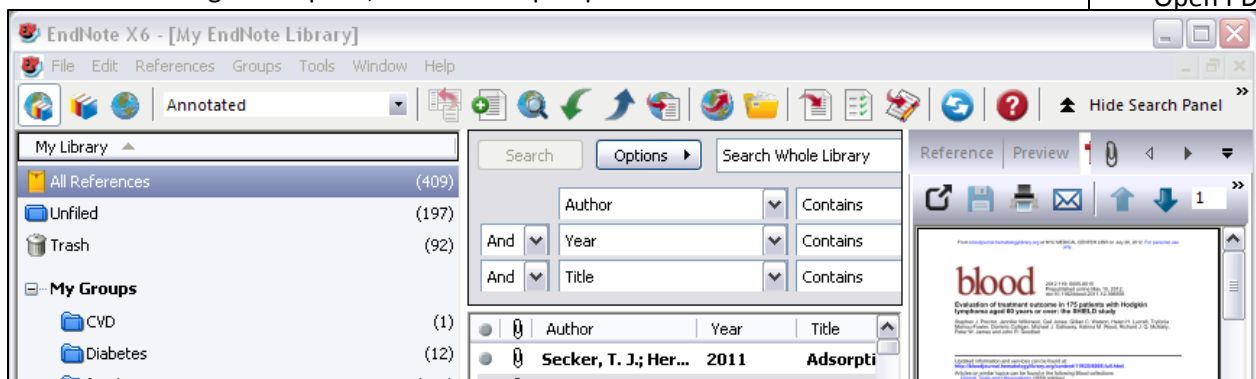 Open PD
EndNote X6 - [My EndNote Library]
File Edit References Groups Tools Window Help
Annotated
Hide Search Panel
My Library
All References (409)
Unfiled (197)
Trash (92)
My Groups
CVD (1)
Diabetes (12)
Search Options Search Whole Library
Author Contains
And Year Contains
And Title Contains
Author Year Title
Secker, T. J.; Her... 2011 Adsorpti
Reference Preview
1
blood
Evaluation of treatment outcome in 175 patients with Hodgkin
lymphoma aged 60 years or over: the SHIELD study